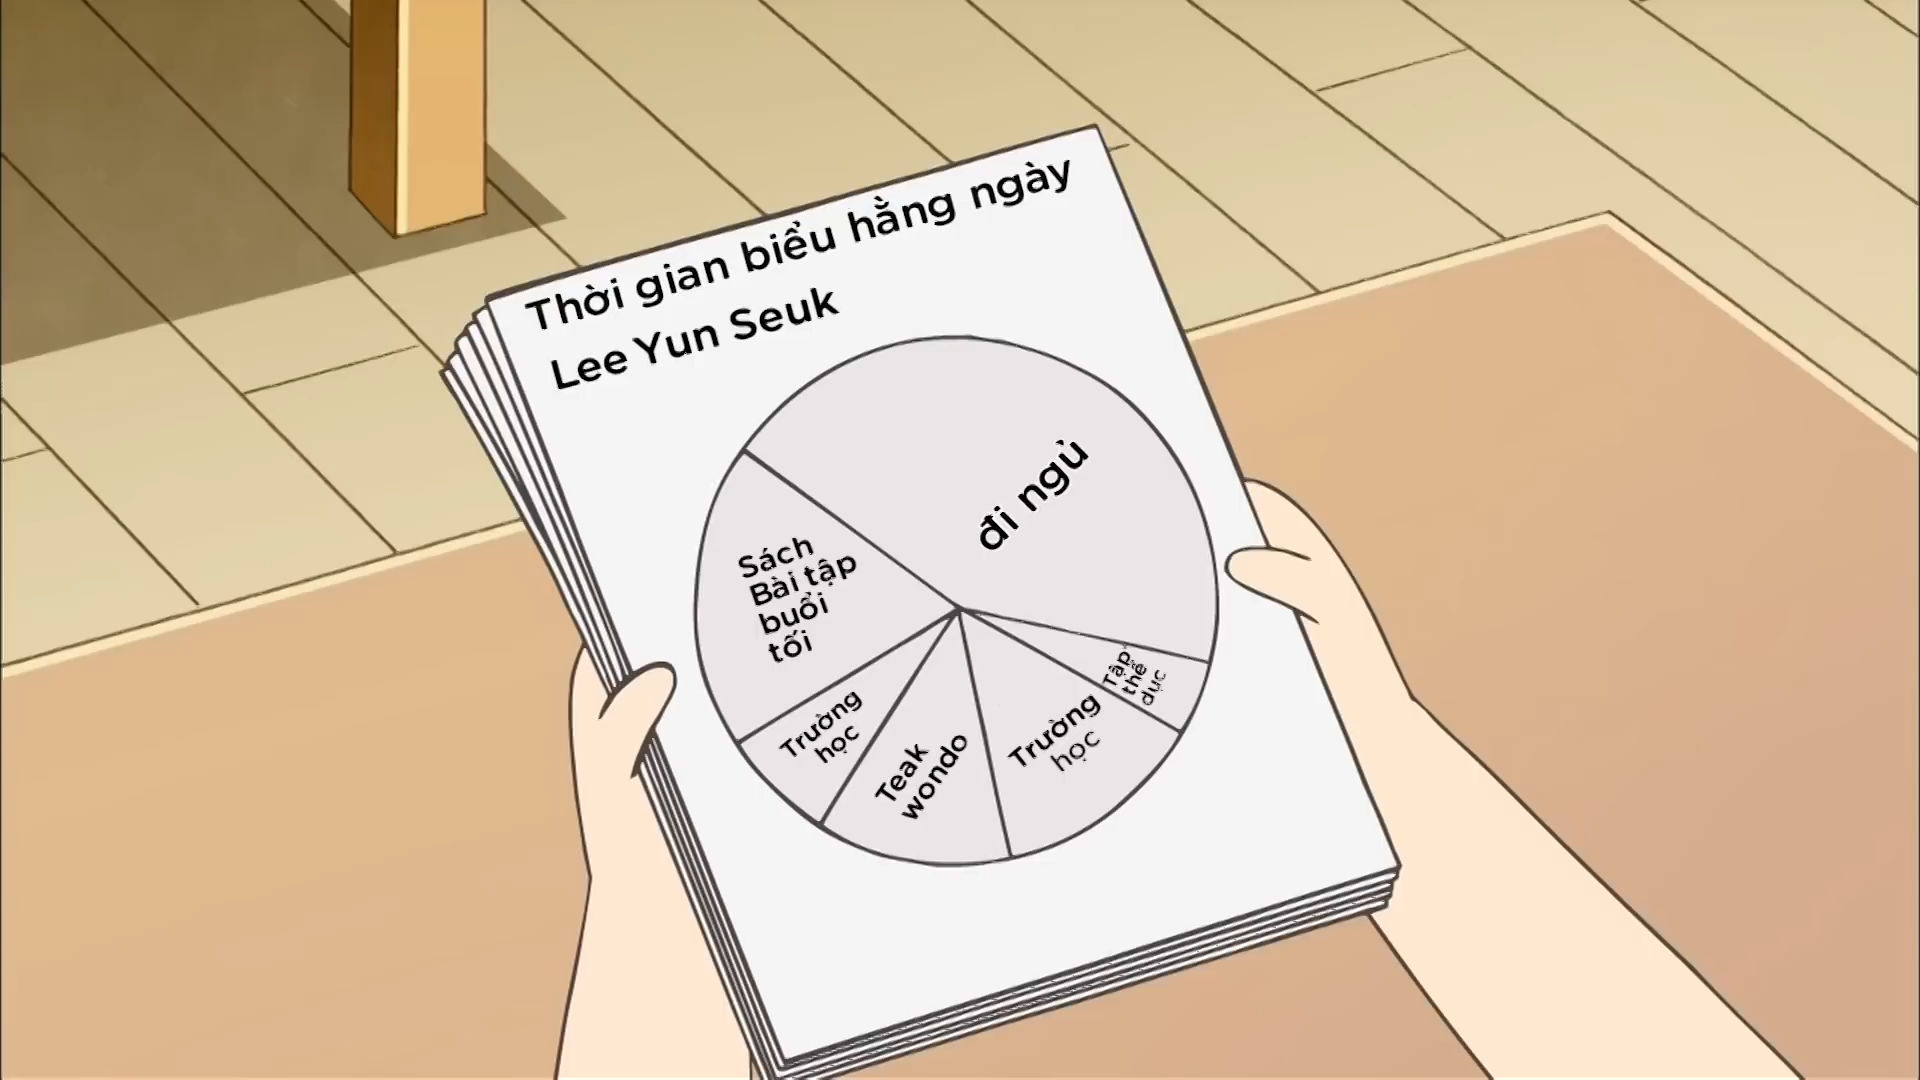 Thời gian biểu hằng ngày
Lee Yun Seuk
đi ngủ
Sách
Bài tập
buổi
tối
Tập
thể
dục
Trường
học
Trường
học
Teak
wondo